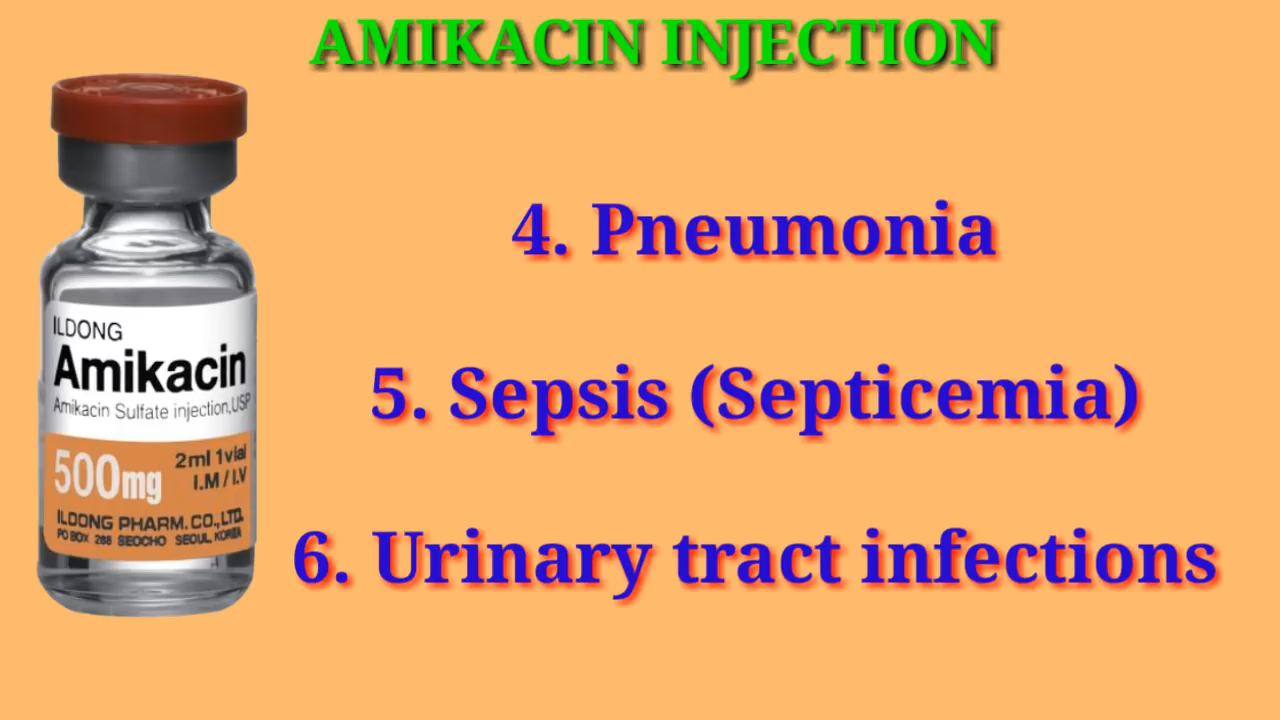 AMIKACIN INJECTION
4. Pneumonia
5. Sepsis (Septicemia)
6. Urinary tract infections
ILDONG
Amikacin
Amikacin Sulfate injection,USP
500mg
2ml 1vial
I.M / I.V
ILDONG PHARM. CO., LTD.
PO BOX 288 SEOCHO SEOUL, KOREA